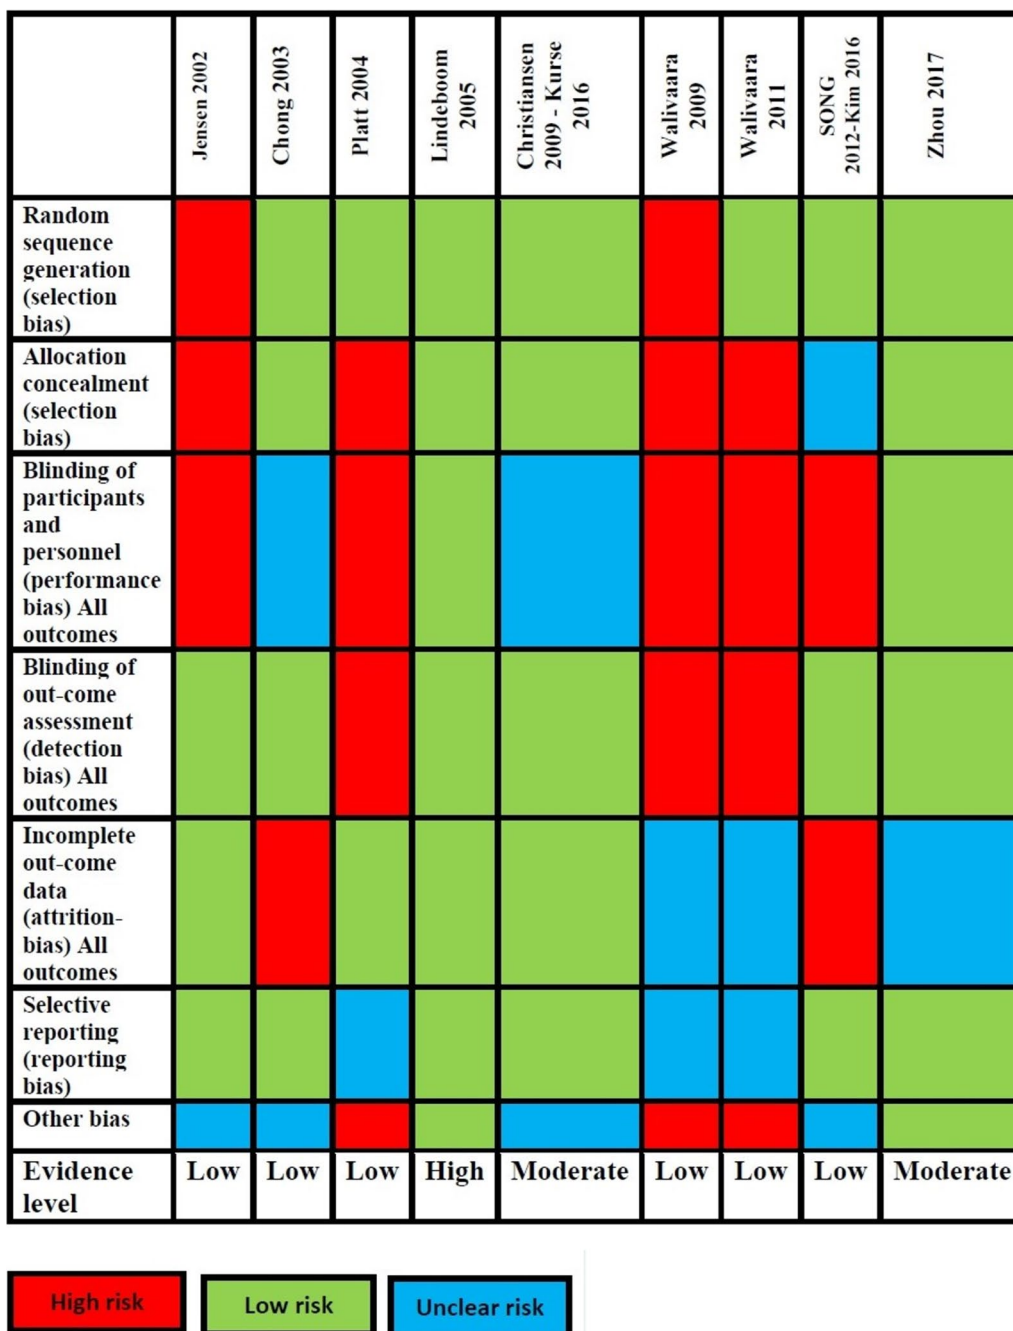 Jensen 2002
Chong 2003
Platt 2004
Lindeboom
2005
Christiansen
2009 - Kurse
2016
Walivaara
2009
Walivaara
2011
SONG
2012-Kim 2016
Zhou 2017
Random
sequence
generation
(selection
bias)
Allocation
concealment
(selection
bias)
Blinding of
participants
and
personnel
(performance
bias) All
outcomes
Blinding of
out-come
assessment
(detection
bias) All
outcomes
Incomplete
out-come
data
(attrition-
bias) All
outcomes
Selective
reporting
(reporting
bias)
Other bias
Evidence
level
Low
Low
Low
High
Moderate
Low
Low
Low
Moderate
High risk
Low risk
Unclear risk